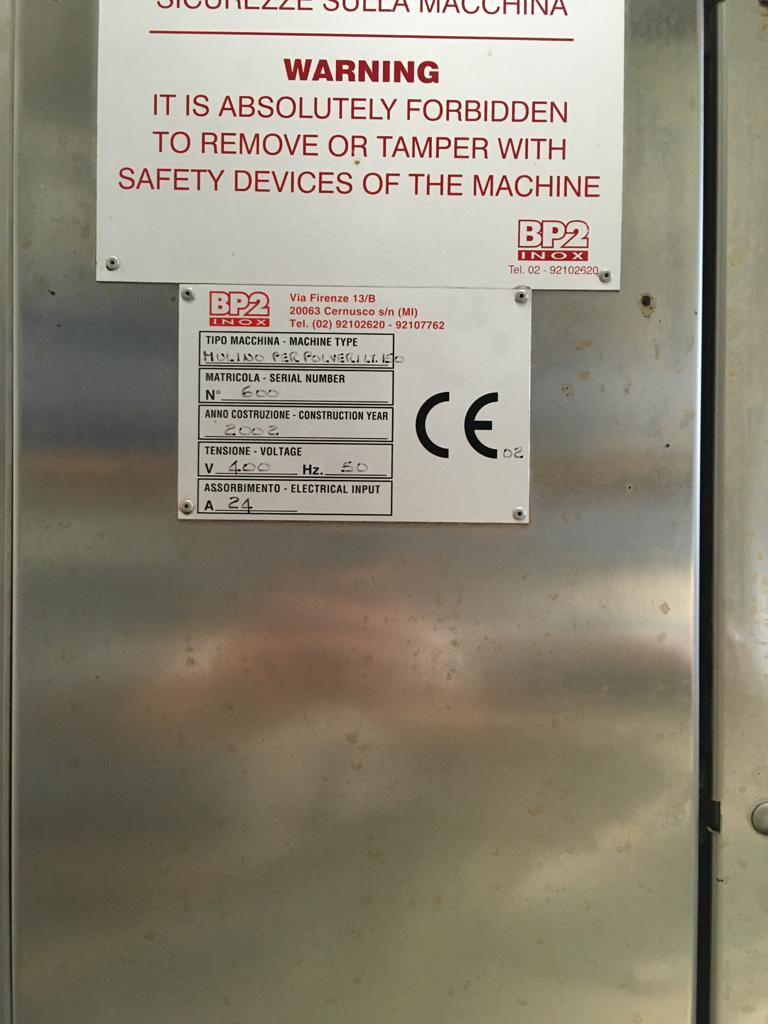 SICUREZZE SULLA MACCHINA
WARNING
IT IS ABSOLUTELY FORBIDDEN
TO REMOVE OR TAMPER WITH
SAFETY DEVICES OF THE MACHINE
BP2
INOX
Tel. 02 - 92102620
BP2
INOX
Via Firenze 13/B
20063 Cernusco s/n (MI)
Tel. (02) 92102620 - 92107762
TIPO MACCHINA - MACHINE TYPE
MULINO PER POLVERI
MATRICOLA - SERIAL NUMBER
N° 600
ANNO COSTRUZIONE - CONSTRUCTION YEAR
2002
CE 02
TENSIONE - VOLTAGE
V 400 Hz. 50
ASSORBIMENTO - ELECTRICAL INPUT
A 24